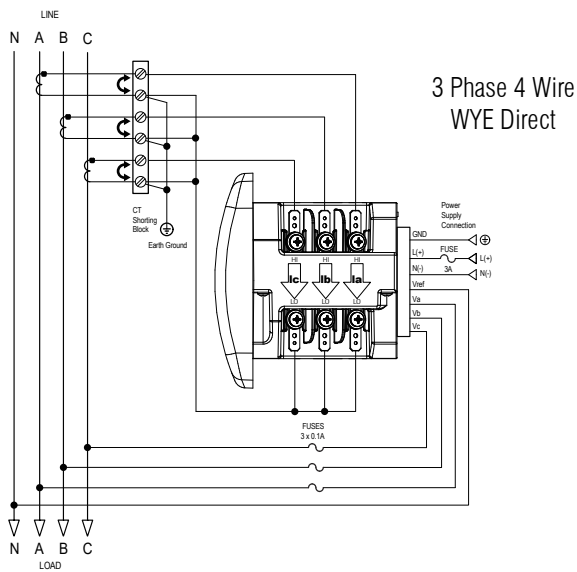 LINE
N A B C
3 Phase 4 Wire
WYE Direct
CT
Shorting
Block
Earth Ground
Power
Supply
Connection
GND
L(+)
FUSE
L(+)
N(-)
3A
N(-)
Vref
Va
Vb
Vc
HI HI HI
Ic Ib Ia
LO LO LO
FUSES
3 x 0.1A
N A B C
LOAD